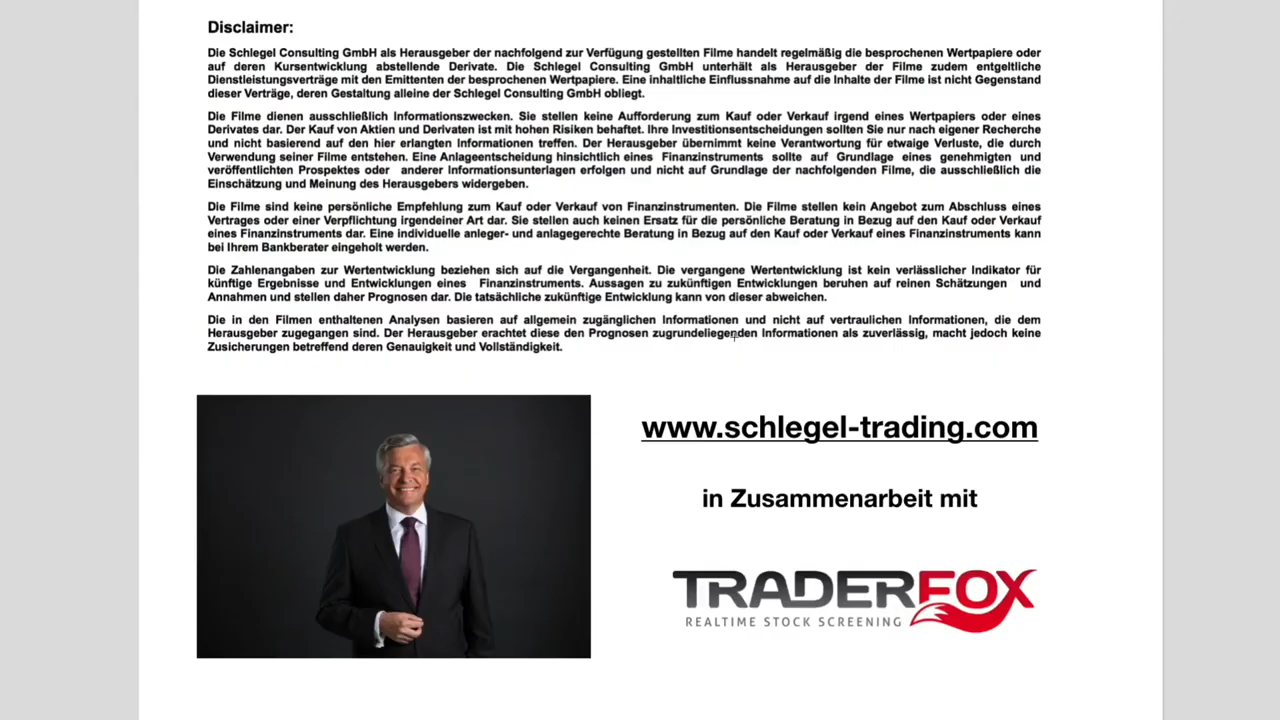 Disclaimer:
Die Schlegel Consulting GmbH als Herausgeber der nachfolgend zur Verfügung gestellten Filme handelt regelmäßig die besprochenen Wertpapiere oder
auf deren Kursentwicklung abstellende Derivate. Die Schlegel Consulting GmbH unterhält als Herausgeber der Filme zudem entgeltliche
Dienstleistungsverträge mit den Emittenten der besprochenen Wertpapiere. Eine inhaltliche Einflussnahme auf die Inhalte der Filme ist nicht Gegenstand
dieser Verträge, deren Gestaltung alleine der Schlegel Consulting GmbH obliegt.
Die Filme dienen ausschließlich Informationszwecken. Sie stellen keine Aufforderung zum Kauf oder Verkauf irgend eines Wertpapiers oder eines
Derivates dar. Der Kauf von Aktien und Derivaten ist mit hohen Risiken behaftet. Ihre Investitionsentscheidungen sollten Sie nur nach eigener Recherche
und nicht basierend auf den hier erlangten Informationen treffen. Der Herausgeber übernimmt keine Verantwortung für etwaige Verluste, die durch
Verwendung seiner Filme entstehen. Eine Anlageentscheidung hinsichtlich eines Finanzinstruments sollte auf Grundlage eines genehmigten und
veröffentlichten Prospektes oder anderer Informationsunterlagen erfolgen und nicht auf Grundlage der nachfolgenden Filme, die ausschließlich die
Einschätzung und Meinung des Herausgebers widergeben.
Die Filme sind keine persönliche Empfehlung zum Kauf oder Verkauf von Finanzinstrumenten. Die Filme stellen kein Angebot zum Abschluss eines
Vertrages oder einer Verpflichtung irgendeiner Art dar. Sie stellen auch keinen Ersatz für die persönliche Beratung in Bezug auf den Kauf oder Verkauf
eines Finanzinstruments dar. Eine individuelle anleger- und anlagegerechte Beratung in Bezug auf den Kauf oder Verkauf eines Finanzinstruments kann
bei Ihrem Bankberater eingeholt werden.
Die Zahlenangaben zur Wertentwicklung beziehen sich auf die Vergangenheit. Die vergangene Wertentwicklung ist kein verlässlicher Indikator für
künftige Ergebnisse und Entwicklungen eines Finanzinstruments. Aussagen zu zukünftigen Entwicklungen beruhen auf reinen Schätzungen und
Annahmen und stellen daher Prognosen dar. Die tatsächliche zukünftige Entwicklung kann von dieser abweichen.
Die in den Filmen enthaltenen Analysen basieren auf allgemein zugänglichen Informationen und nicht auf vertraulichen Informationen, die dem
Herausgeber zugegangen sind. Der Herausgeber erachtet diese den Prognosen zugrundeliegenden Informationen als zuverlässig, macht jedoch keine
Zusicherungen betreffend deren Genauigkeit und Vollständigkeit.
www.schlegel-trading.com
in Zusammenarbeit mit
TRADERFOX
REALTIME STOCK SCREENING